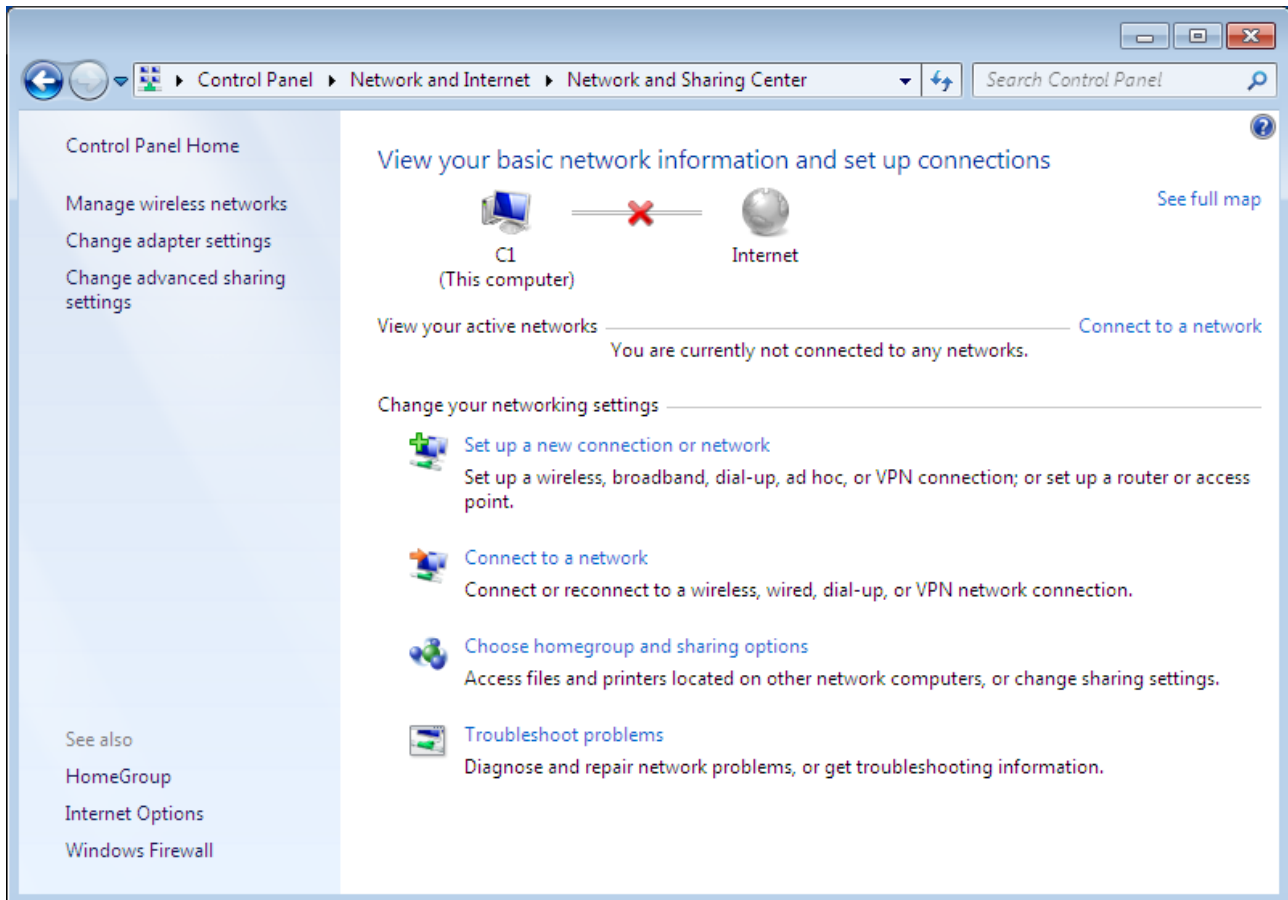 Control Panel Network and Internet Network and Sharing Center
Search Control Panel
Control Panel Home
Manage wireless networks
Change adapter settings
Change advanced sharing
settings
See also
HomeGroup
Internet Options
Windows Firewall
View your basic network information and set up connections
See full map
C1
(This computer)
Internet
View your active networks
Connect to a network
You are currently not connected to any networks.
Change your networking settings
Set up a new connection or network
Set up a wireless, broadband, dial-up, ad hoc, or VPN connection; or set up a router or access
point.
Connect to a network
Connect or reconnect to a wireless, wired, dial-up, or VPN network connection.
Choose homegroup and sharing options
Access files and printers located on other network computers, or change sharing settings.
Troubleshoot problems
Diagnose and repair network problems, or get troubleshooting information.